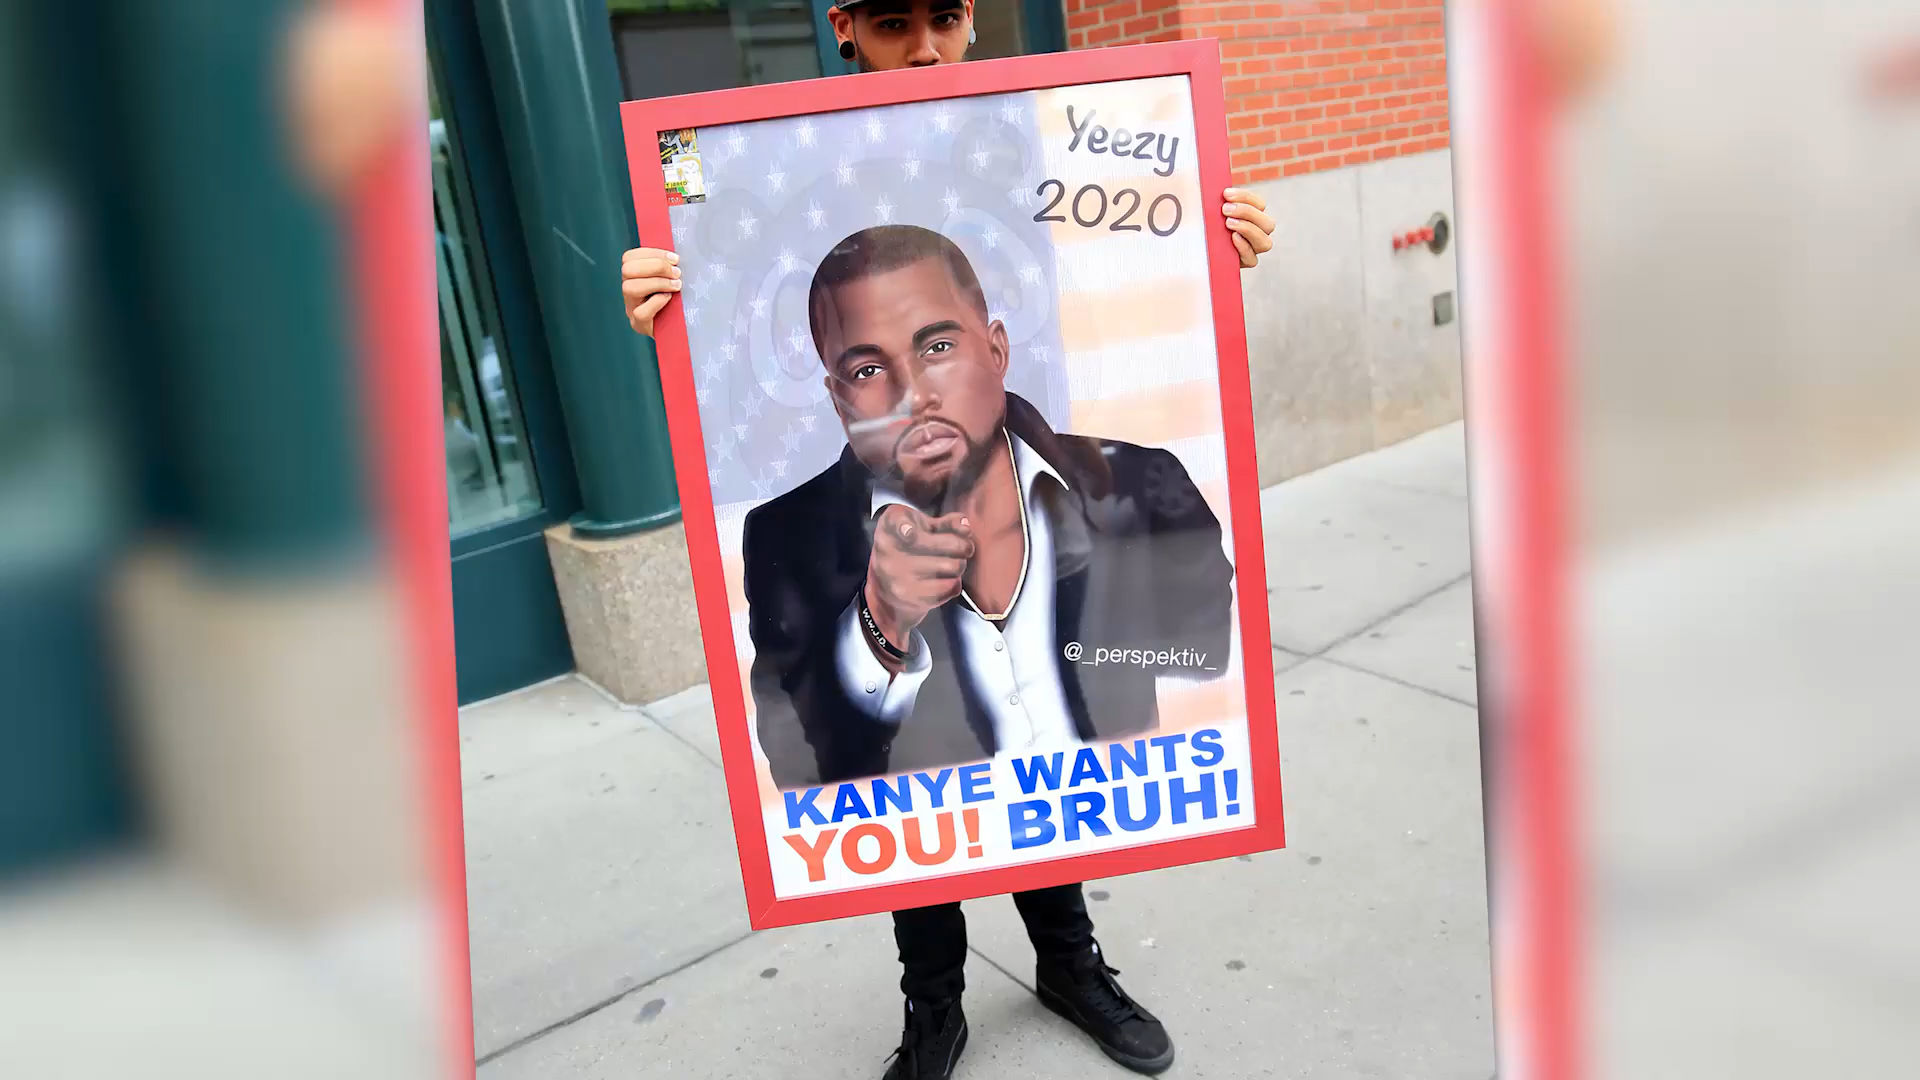 Yeezy
2020
W.W.J.D.
@_perspektiv_
KANYE WANTS
YOU! BRUH!